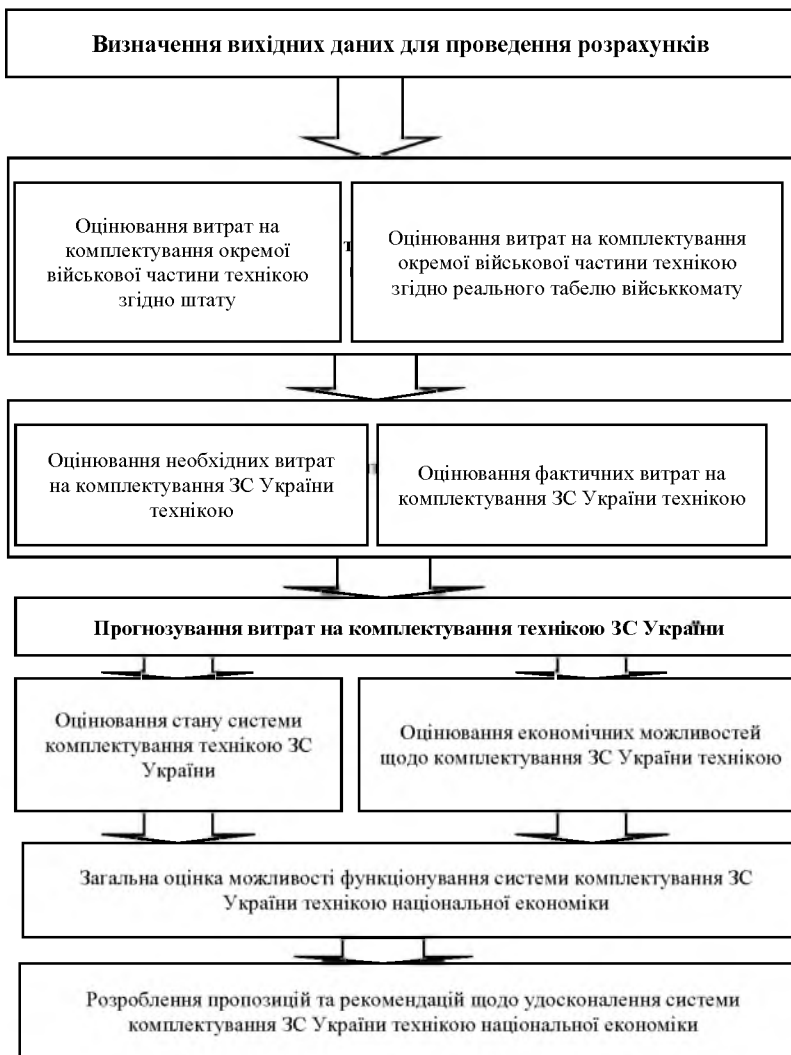 Визначення вихідних даних для проведення розрахунків
Оцінювання витрат на
комплектування окремої
військової частини технікою
згідно штату
Оцінювання витрат на комплектування
окремої військової частини технікою
згідно реального табелю військкомату
Оцінювання необхідних витрат
на комплектування ЗС України
технікою
Оцінювання фактичних витрат на
комплектування ЗС України технікою
Прогнозування витрат на комплектування технікою ЗС України
Оцінювання стану системи
комплектування технікою ЗС
України
Оцінювання економічних можливостей
щодо комплектування ЗС України технікою
Загальна оцінка можливості функціонування системи комплектування ЗС
України технікою національної економіки
Розроблення пропозицій та рекомендацій щодо удосконалення системи
комплектування ЗС України технікою національної економіки